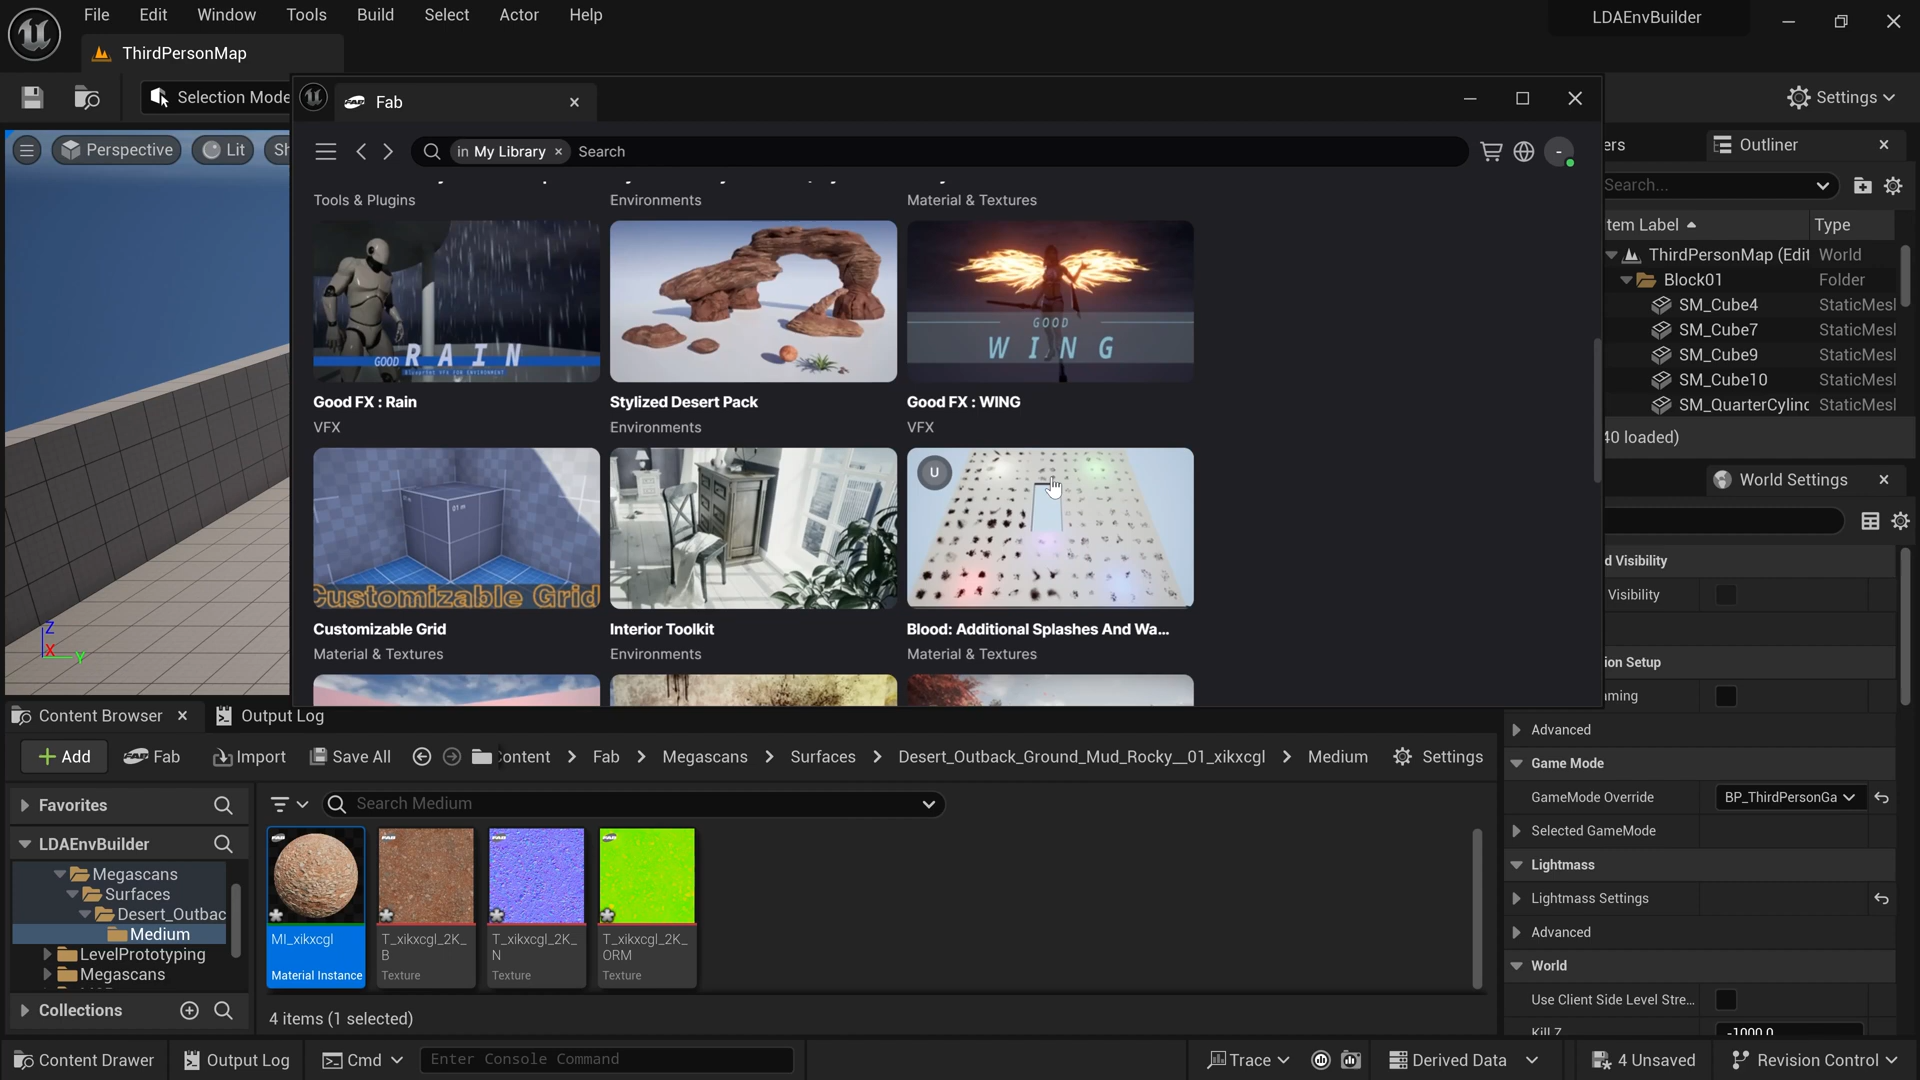 File Edit Window Tools Build Select Actor Help
LDAEnvBuilder
ThirdPersonMap
Selection Mode
Fab
Settings
Perspective
Lit
Sh
in My Library × Search
ers
Outliner
Search...
tem Label
Type
ThirdPersonMap (Edit World
Block01 Folder
SM_Cube4 StaticMesl
SM_Cube7 StaticMesl
SM_Cube9 StaticMesl
SM_Cube10 StaticMesl
SM_QuarterCylinc StaticMesl
40 loaded)
World Settings
Tools & Plugins
Environments
Material & Textures
GOOD RAIN
GOOD
WING
Good FX : Rain
VFX
Stylized Desert Pack
Environments
Good FX : WING
VFX
01 m
Customizable Grid
U
Customizable Grid
Material & Textures
Interior Toolkit
Environments
Blood: Additional Splashes And Wa...
Material & Textures
Z
X
Y
d Visibility
Visibility
ion Setup
ming
Advanced
Game Mode
GameMode Override BP_ThirdPersonGa
Selected GameMode
Lightmass
Lightmass Settings
Advanced
World
Use Client Side Level Stre...
Kill Z -1000.0
Content Browser
Output Log
Add
Fab
Import
Save All
ontent > Fab > Megascans > Surfaces > Desert_Outback_Ground_Mud_Rocky__01_xikxcgl > Medium
Settings
Favorites
LDAEnvBuilder
Megascans
Surfaces
Desert_Outbac
Medium
LevelPrototyping
Megascans
Collections
Search Medium
MI_xikxcgl
Material Instance
T_xikxcgl_2K_
B
Texture
T_xikxcgl_2K_
N
Texture
T_xikxcgl_2K_
ORM
Texture
4 items (1 selected)
Content Drawer
Output Log
Cmd
Enter Console Command
Trace
Derived Data
4 Unsaved
Revision Control